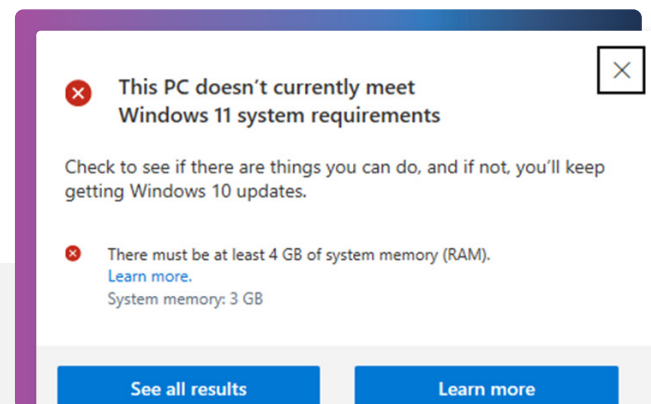 This PC doesn't currently meet
Windows 11 system requirements
Check to see if there are things you can do, and if not, you'll keep
getting Windows 10 updates.
There must be at least 4 GB of system memory (RAM).
Learn more.
System memory: 3 GB
See all results
Learn more